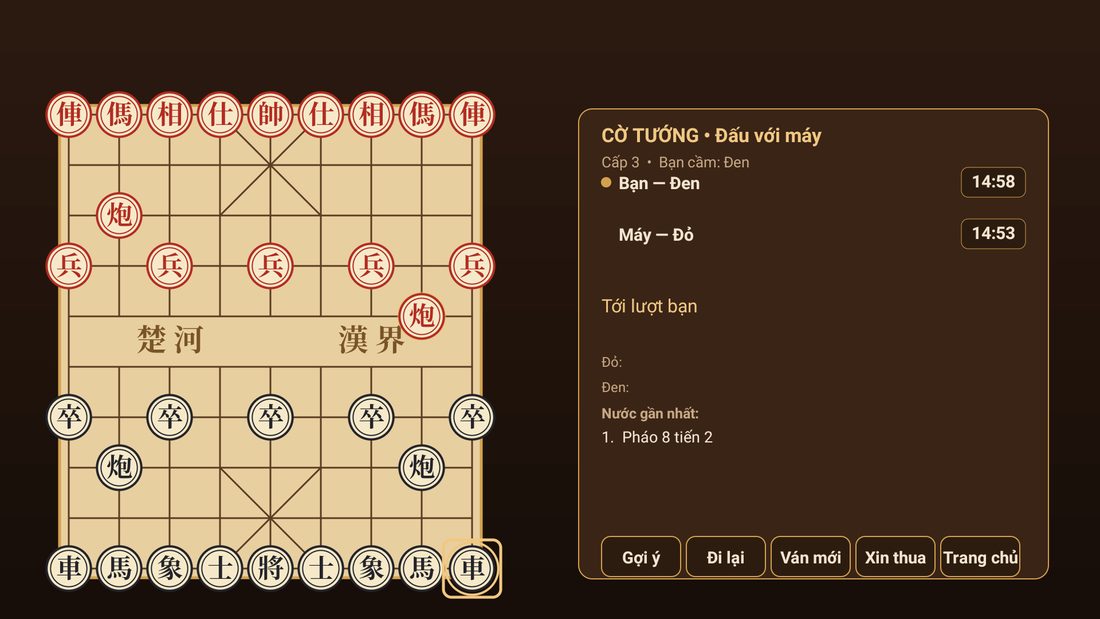 俥傌相仕帥仕相傌俥
炮
兵兵兵兵兵
炮
楚河 漢界
卒卒卒卒卒
炮炮
車馬象士將士象馬車
CỜ TƯỚNG • Đấu với máy
Cấp 3 • Bạn cầm: Đen
Bạn — Đen 14:58
Máy — Đỏ 14:53
Tới lượt bạn
Đỏ:
Đen:
Nước gần nhất:
1. Pháo 8 tiến 2
Gợi ý Đi lại Ván mới Xin thua Trang chủ